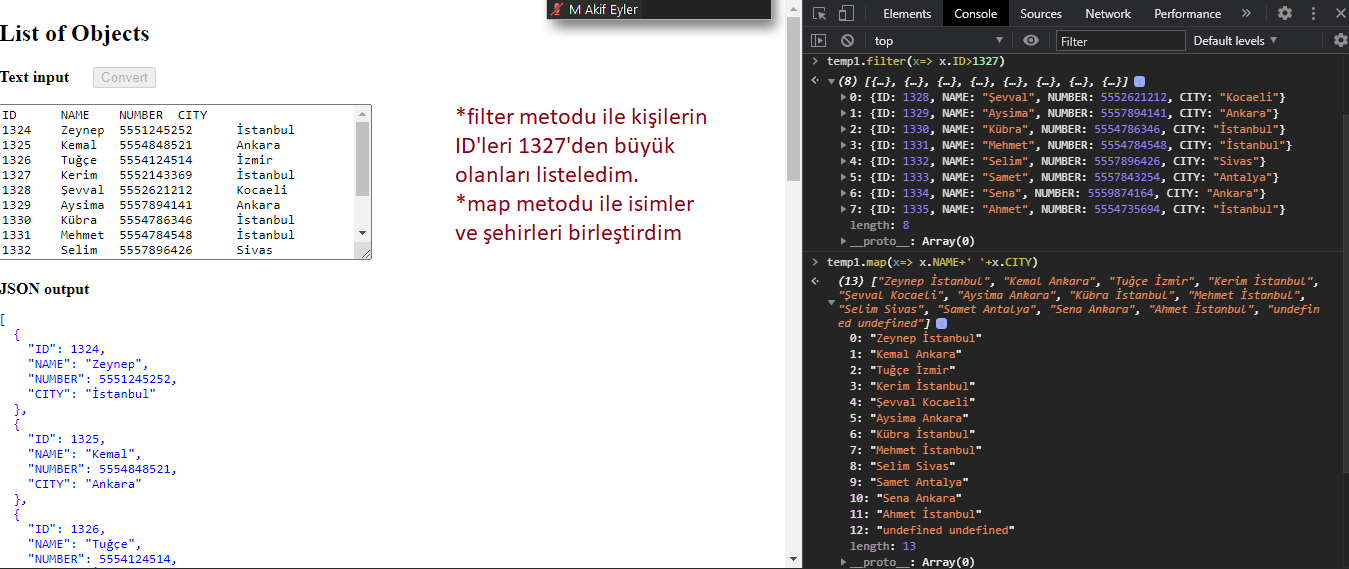 M Akif Eyler
List of Objects
Text input Convert
ID NAME NUMBER CITY
1324 Zeynep 5551245252 İstanbul
1325 Kemal 5554848521 Ankara
1326 Tuğçe 5554124514 İzmir
1327 Kerim 5552143369 İstanbul
1328 Şevval 5552621212 Kocaeli
1329 Aysima 5557894141 Ankara
1330 Kübra 5554786346 İstanbul
1331 Mehmet 5554784548 İstanbul
1332 Selim 5557896426 Sivas
*filter metodu ile kişilerin
ID'leri 1327'den büyük
olanları listeledim.
*map metodu ile isimler
ve şehirleri birleştirdim
JSON output
[
{
"ID": 1324,
"NAME": "Zeynep",
"NUMBER": 5551245252,
"CITY": "İstanbul"
},
{
"ID": 1325,
"NAME": "Kemal",
"NUMBER": 5554848521,
"CITY": "Ankara"
},
{
"ID": 1326,
"NAME": "Tuğçe",
"NUMBER": 5554124514,
Elements Console Sources Network Performance »
top Filter Default levels
temp1.filter(x=> x.ID>1327)
(8) [{…}, {…}, {…}, {…}, {…}, {…}, {…}, {…}]
0: {ID: 1328, NAME: "Şevval", NUMBER: 5552621212, CITY: "Kocaeli"}
1: {ID: 1329, NAME: "Aysima", NUMBER: 5557894141, CITY: "Ankara"}
2: {ID: 1330, NAME: "Kübra", NUMBER: 5554786346, CITY: "İstanbul"}
3: {ID: 1331, NAME: "Mehmet", NUMBER: 5554784548, CITY: "İstanbul"}
4: {ID: 1332, NAME: "Selim", NUMBER: 5557896426, CITY: "Sivas"}
5: {ID: 1333, NAME: "Samet", NUMBER: 5557843254, CITY: "Antalya"}
6: {ID: 1334, NAME: "Sena", NUMBER: 5559874164, CITY: "Ankara"}
7: {ID: 1335, NAME: "Ahmet", NUMBER: 5554735694, CITY: "İstanbul"}
length: 8
__proto__: Array(0)
temp1.map(x=> x.NAME+' '+x.CITY)
(13) ["Zeynep İstanbul", "Kemal Ankara", "Tuğçe İzmir", "Kerim İstanbul",
"Şevval Kocaeli", "Aysima Ankara", "Kübra İstanbul", "Mehmet İstanbul",
"Selim Sivas", "Samet Antalya", "Sena Ankara", "Ahmet İstanbul", "undefin
ed undefined"]
0: "Zeynep İstanbul"
1: "Kemal Ankara"
2: "Tuğçe İzmir"
3: "Kerim İstanbul"
4: "Şevval Kocaeli"
5: "Aysima Ankara"
6: "Kübra İstanbul"
7: "Mehmet İstanbul"
8: "Selim Sivas"
9: "Samet Antalya"
10: "Sena Ankara"
11: "Ahmet İstanbul"
12: "undefined undefined"
length: 13
__proto__: Array(0)